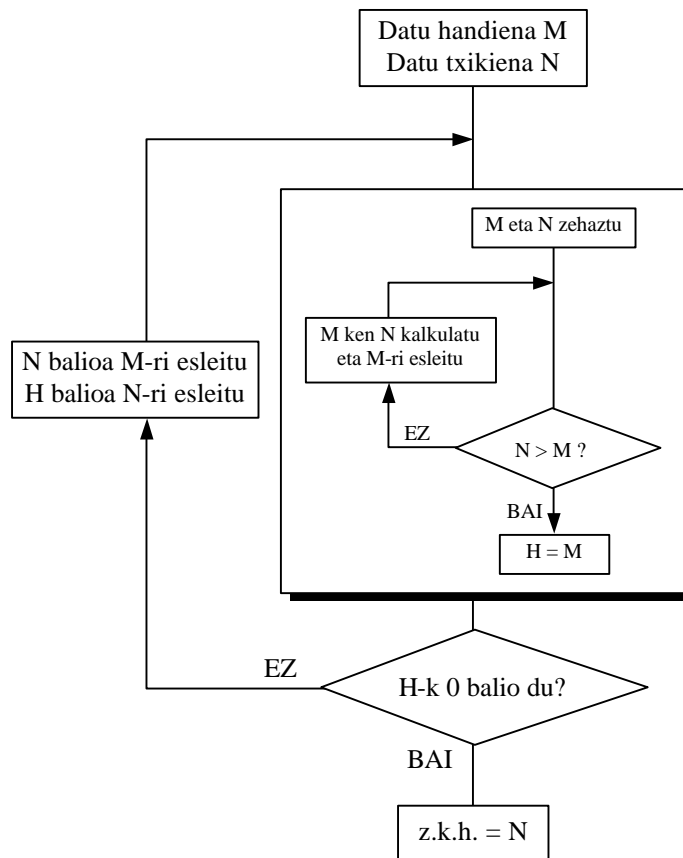 Datu handiena M
Datu txikiena N
M eta N zehaztu
M ken N kalkulatu
eta M-ri esleitu
N balioa M-ri esleitu
H balioa N-ri esleitu
EZ
N > M ?
BAI
H = M
EZ
H-k 0 balio du?
BAI
z.k.h. = N